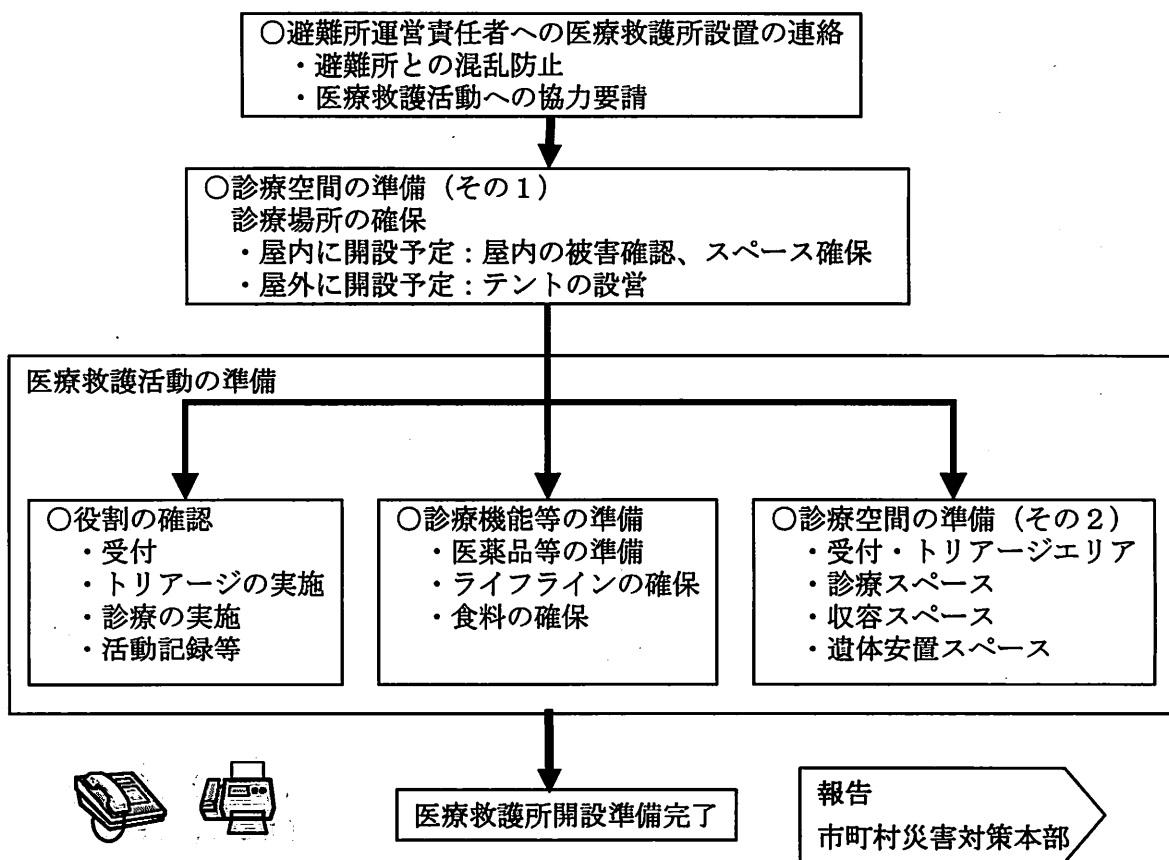 ○避難所運営責任者への医療救護所設置の連絡
・避難所との混乱防止
・医療救護活動への協力要請
○診療空間の準備（その１）
診療場所の確保
・屋内に開設予定：屋内の被害確認、スペース確保
・屋外に開設予定：テントの設営
医療救護活動の準備
○役割の確認
・受付
・トリアージの実施
・診療の実施
・活動記録等
○診療機能等の準備
・医薬品等の準備
・ライフラインの確保
・食料の確保
○診療空間の準備（その２）
・受付・トリアージエリア
・診療スペース
・収容スペース
・遺体安置スペース
医療救護所開設準備完了
報告
市町村災害対策本部